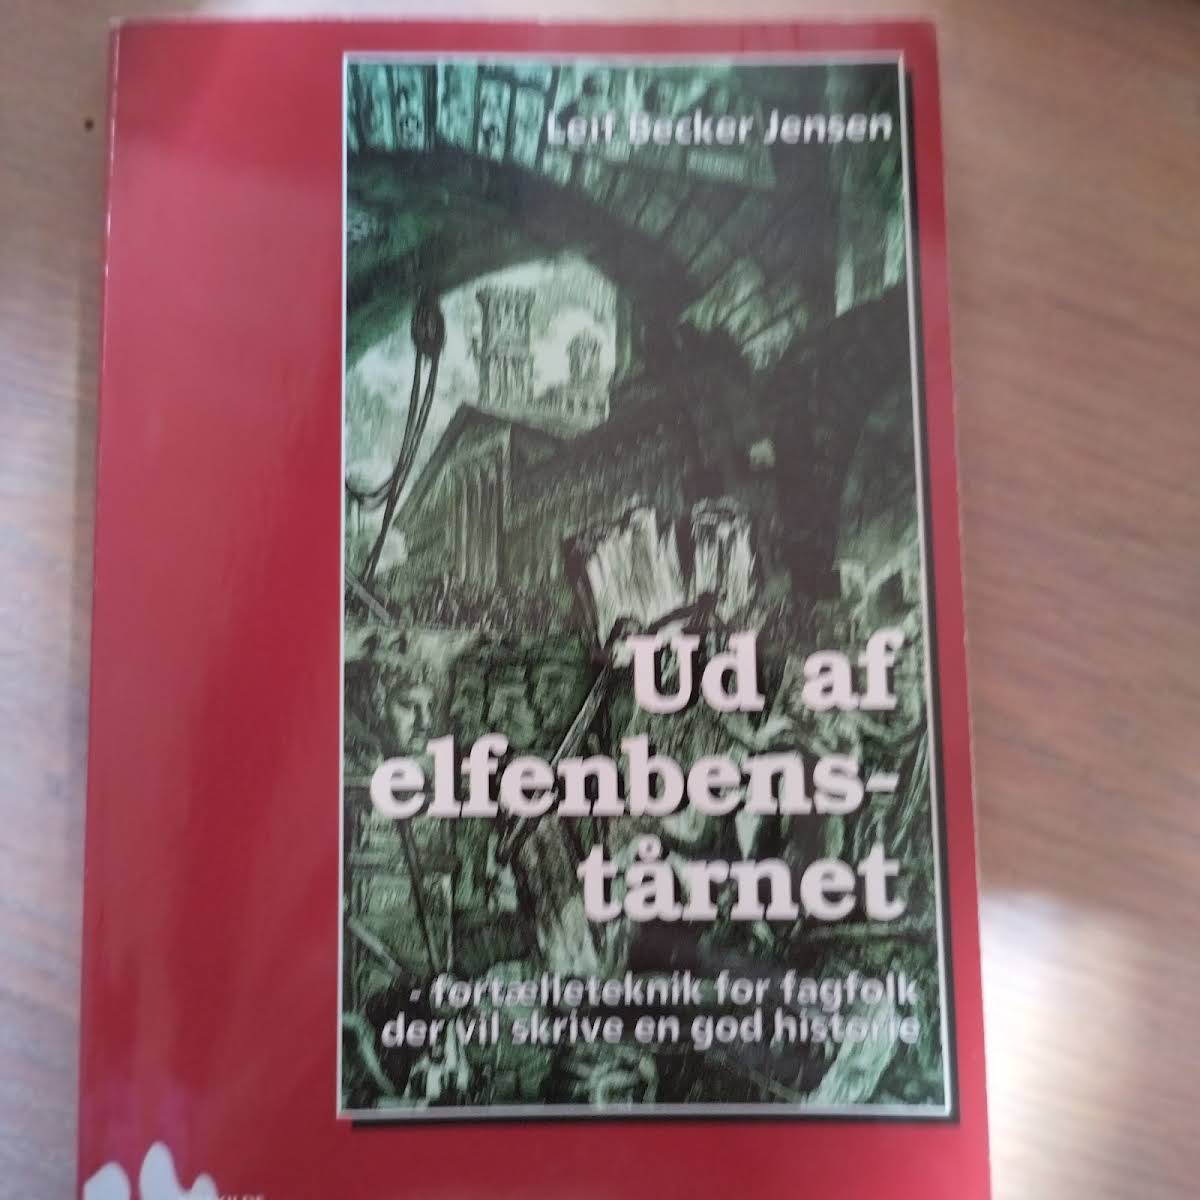 Leif Becker Jensen
Ud af
elfenbens-
tårnet
- fortælleteknik for fagfolk
der vil skrive en god historie